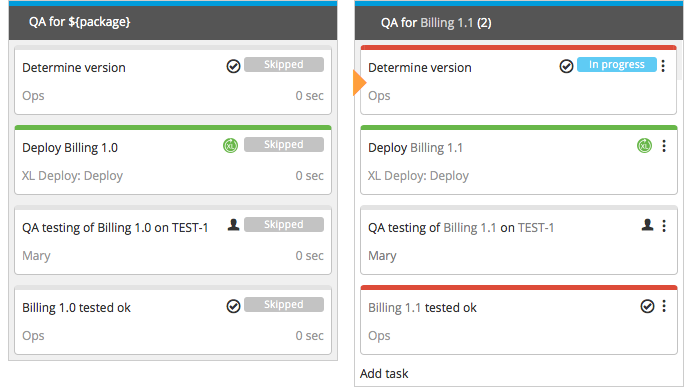 QA for ${package}
Determine version
Skipped
Ops
0 sec
Deploy Billing 1.0
XL
Skipped
XL Deploy: Deploy
0 sec
QA testing of Billing 1.0 on TEST-1
Skipped
Mary
0 sec
Billing 1.0 tested ok
Skipped
Ops
0 sec
QA for Billing 1.1 (2)
Determine version
In progress
Ops
Deploy Billing 1.1
XL
XL Deploy: Deploy
QA testing of Billing 1.1 on TEST-1
Mary
Billing 1.1 tested ok
Ops
Add task